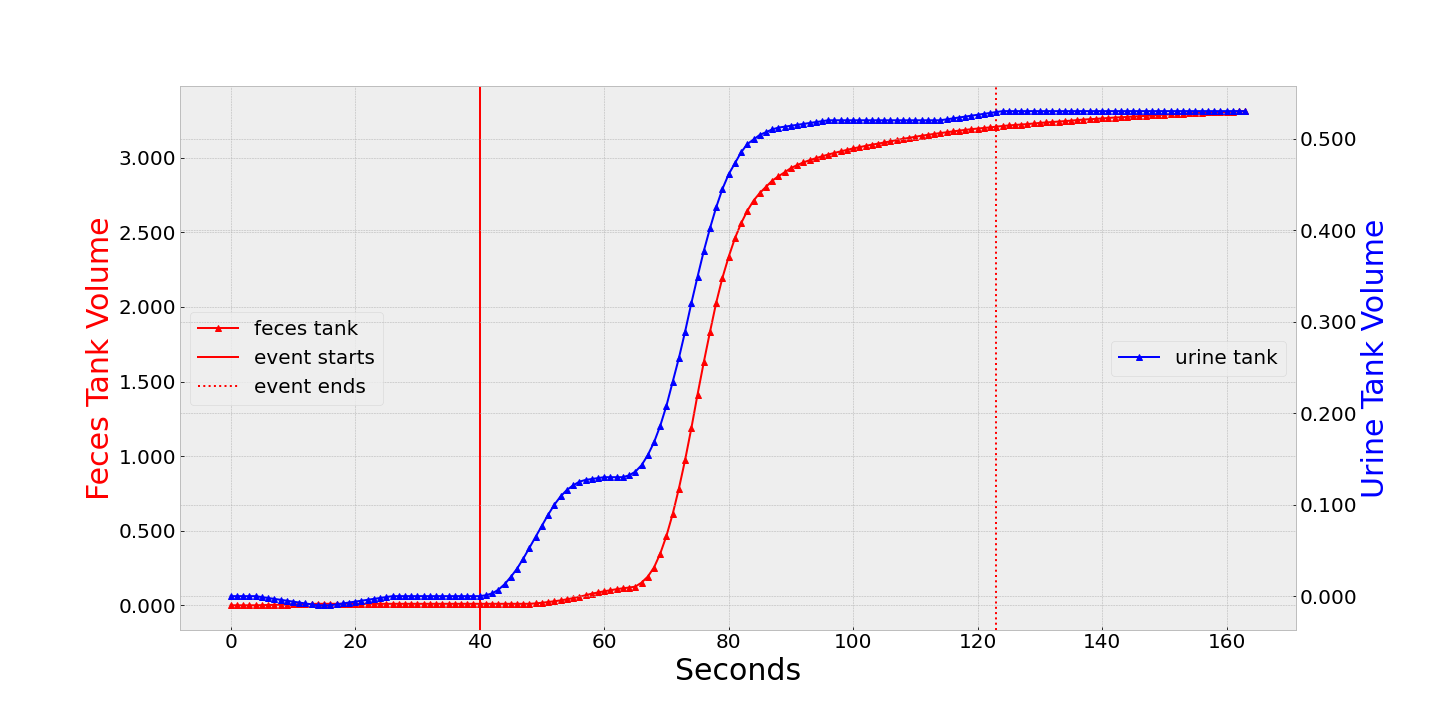 3.000
2.500
2.000
1.500
1.000
0.500
0.000
Feces Tank Volume
feces tank
event starts
event ends
urine tank
0.500
0.400
0.300
0.200
0.100
0.000
Urine Tank Volume
0 20 40 60 80 100 120 140 160
Seconds